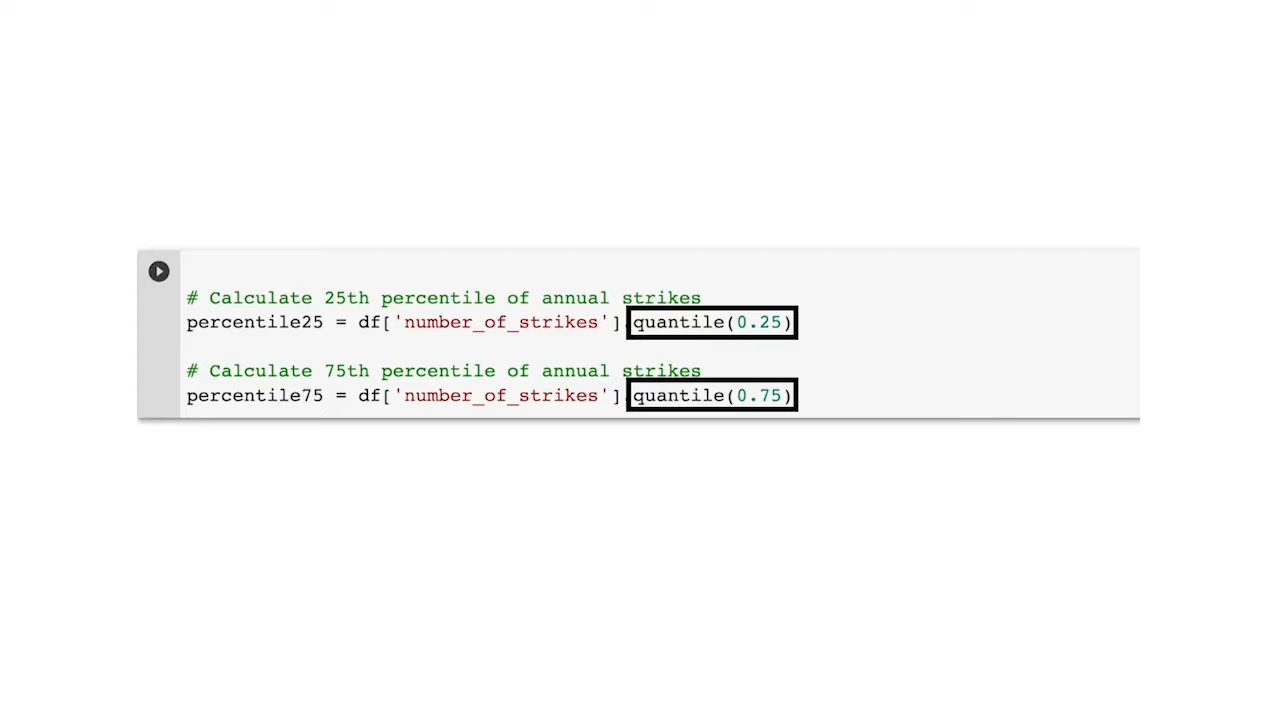 # Calculate 25th percentile of annual strikes
percentile25 = df['number_of_strikes'].quantile(0.25)
# Calculate 75th percentile of annual strikes
percentile75 = df['number_of_strikes'].quantile(0.75)